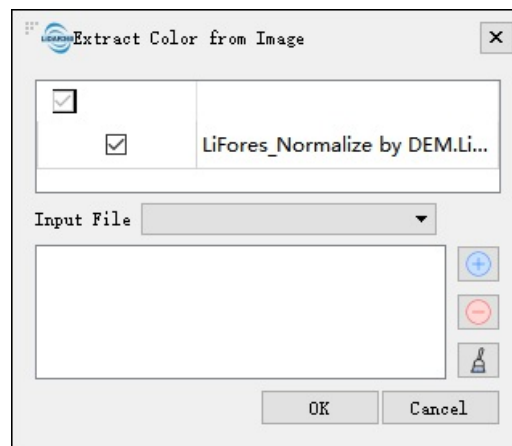 Extract Color from Image
LiFores_Normalize by DEM.Li...
Input File
OK
Cancel